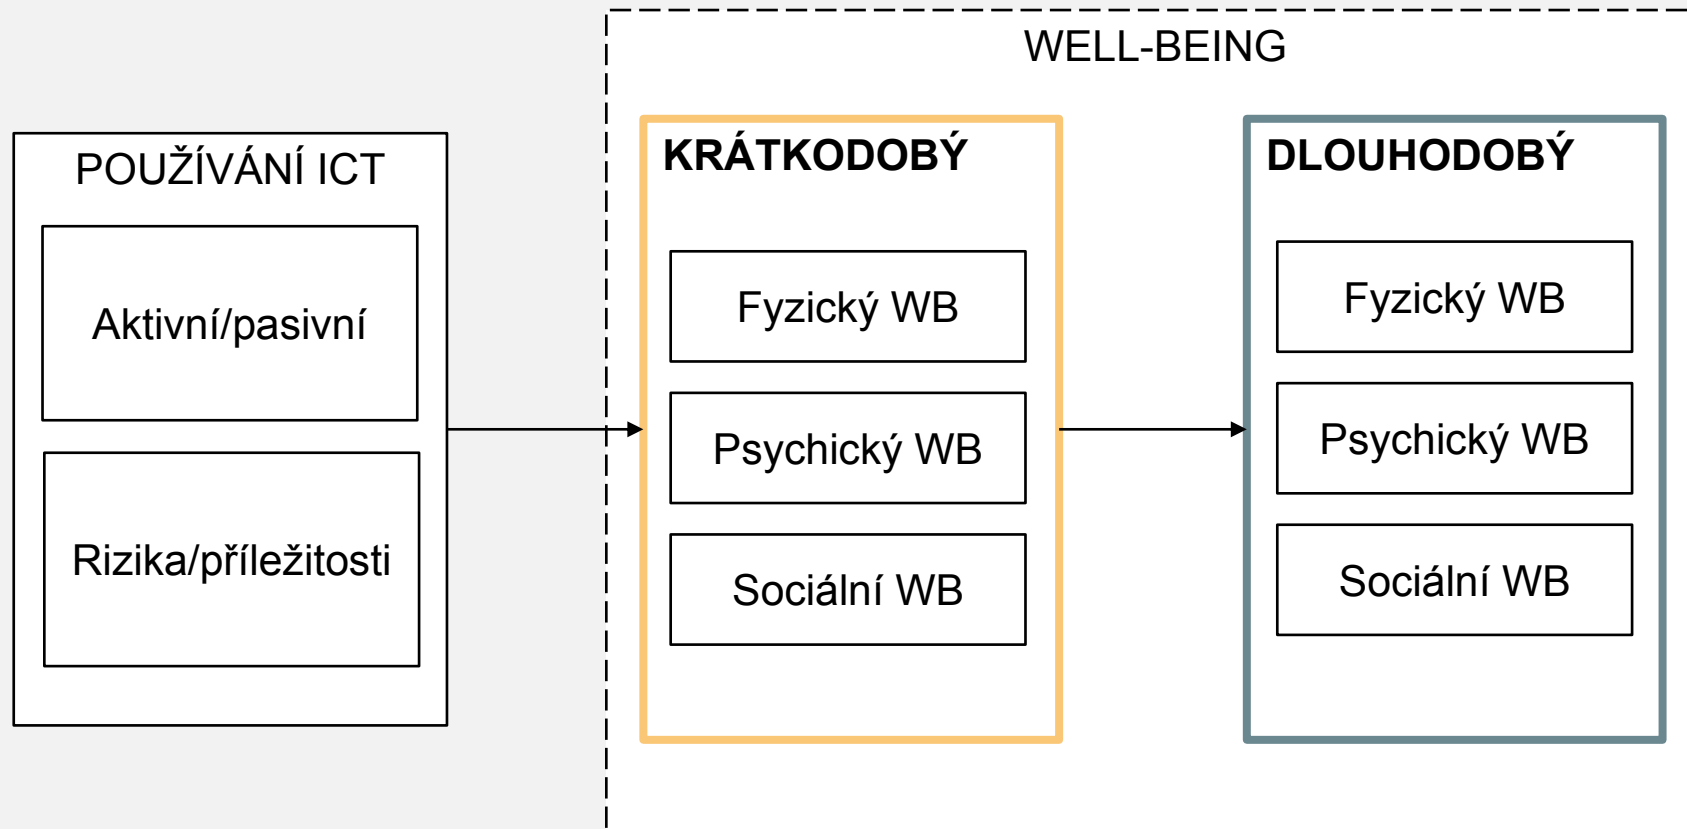 WELL-BEING
POUŽÍVÁNÍ ICT
Aktivní/pasivní
Rizika/příležitosti
KRÁTKODOBÝ
Fyzický WB
Psychický WB
Sociální WB
DLOUHODOBÝ
Fyzický WB
Psychický WB
Sociální WB